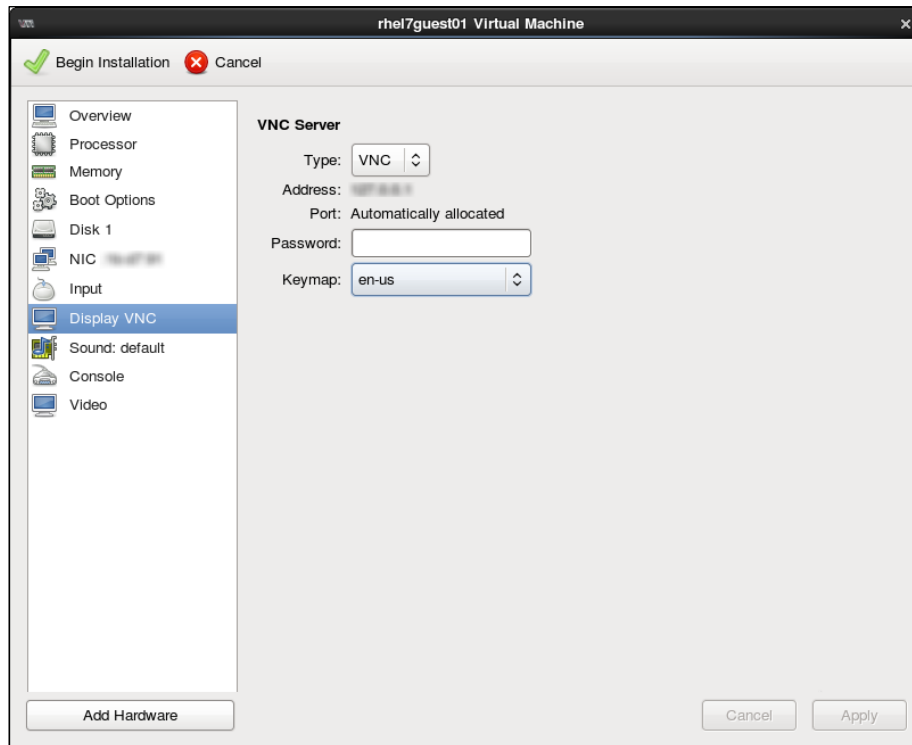 rhel7guest01 Virtual Machine
Begin Installation Cancel
Overview
Processor
Memory
Boot Options
Disk 1
NIC
Input
Display VNC
Sound: default
Console
Video
Add Hardware
VNC Server
Type: VNC
Address:
Port: Automatically allocated
Password:
Keymap: en-us
Cancel Apply